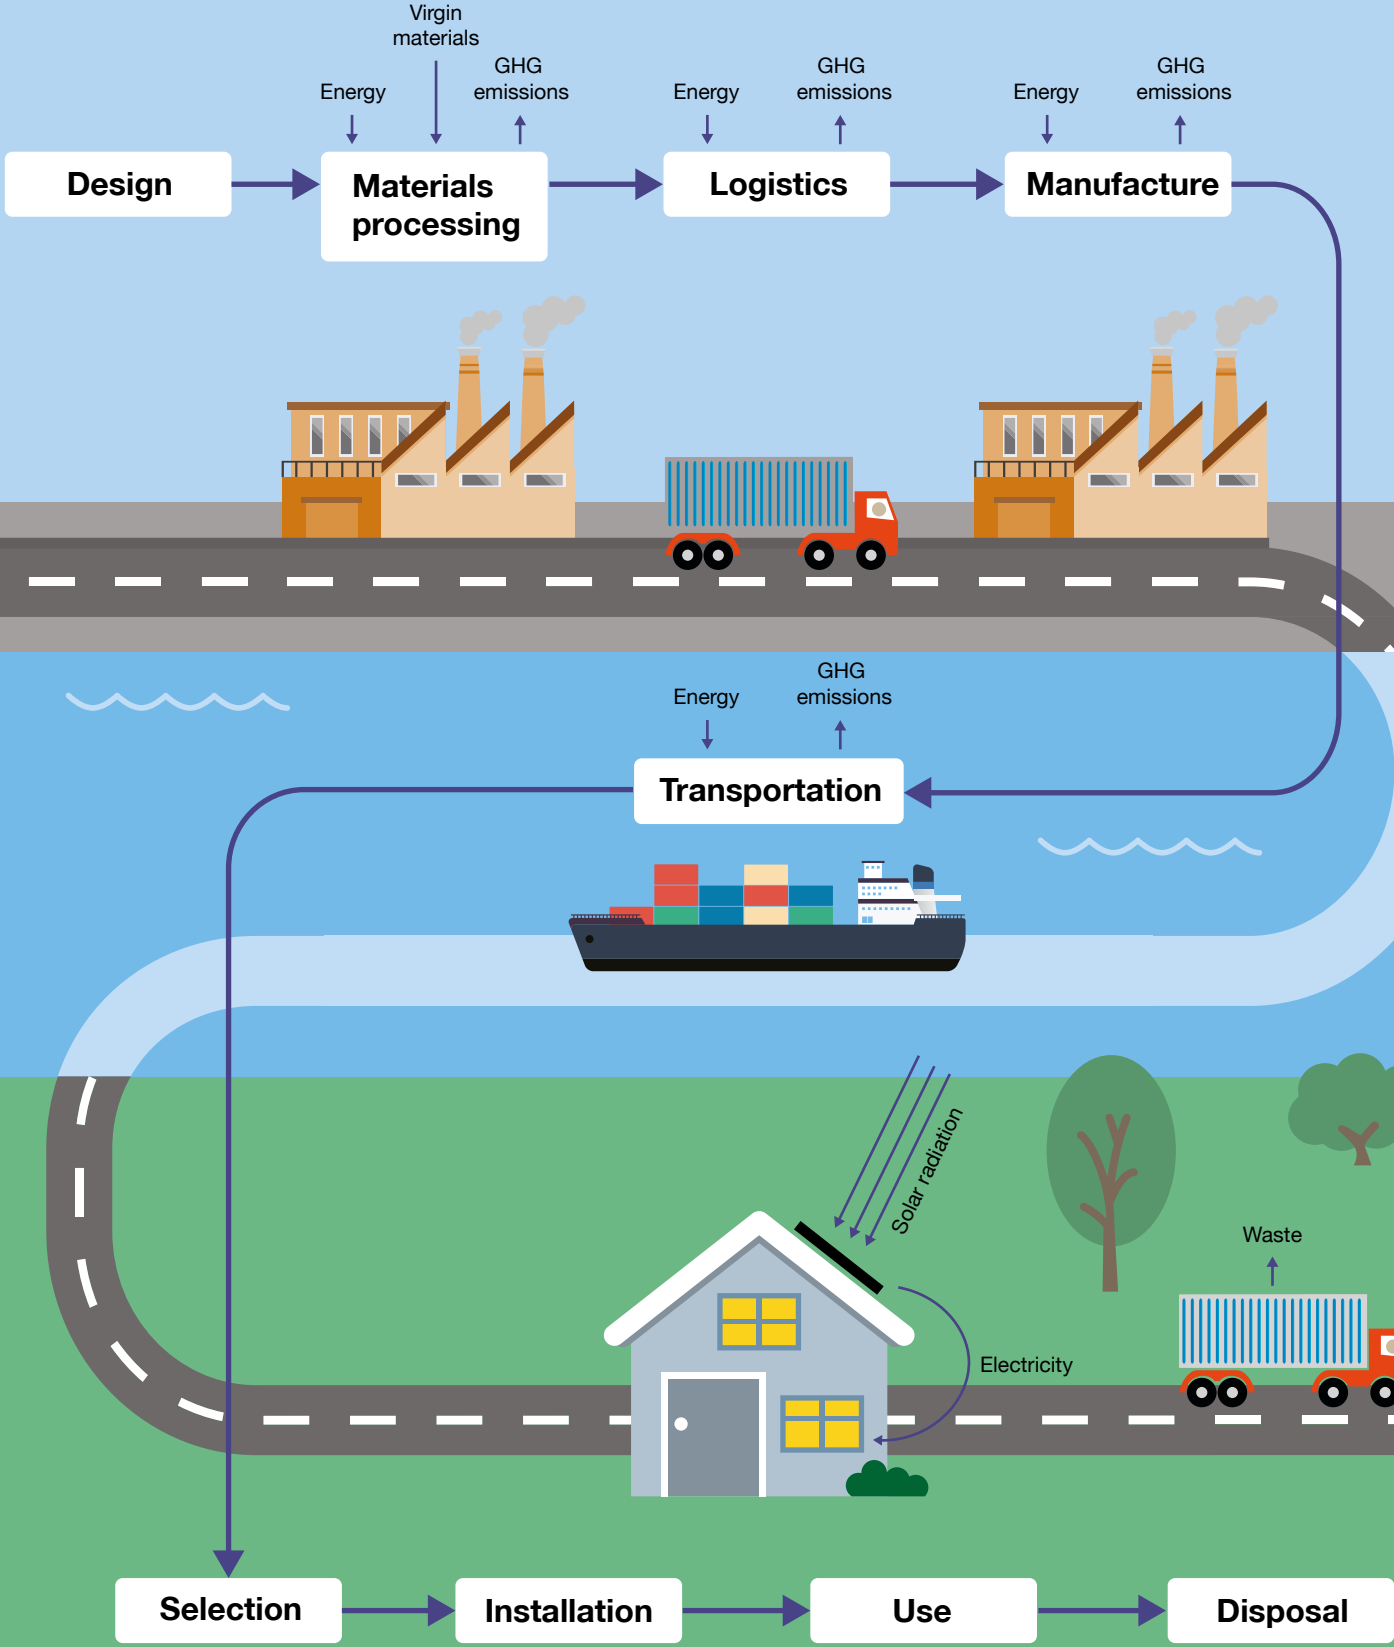 Virgin
materials
Energy
GHG
emissions
Energy
GHG
emissions
Energy
GHG
emissions
Design
Materials
processing
Logistics
Manufacture
Energy
GHG
emissions
Transportation
Solar radiation
Waste
Electricity
Selection
Installation
Use
Disposal